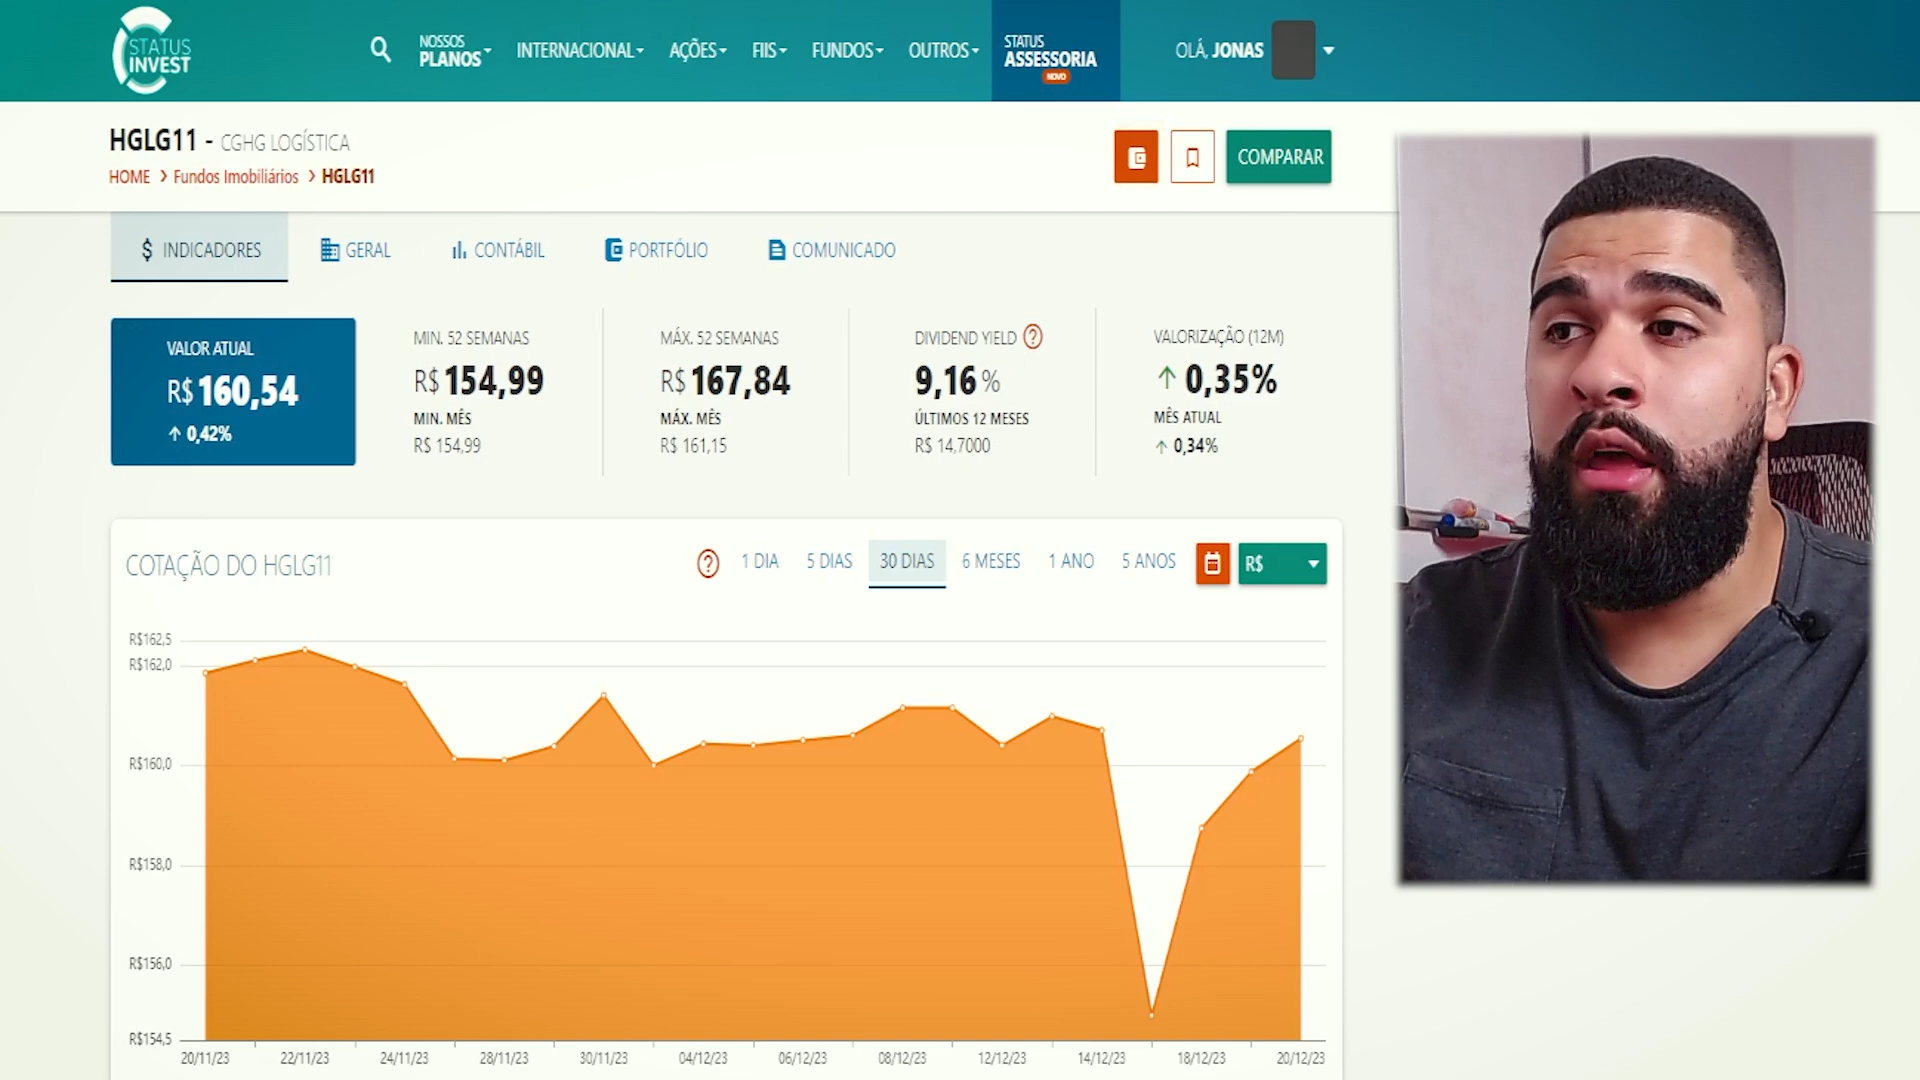 STATUS
INVEST
NOSSOS
PLANOS
INTERNACIONAL
AÇÕES
FIIS
FUNDOS
OUTROS
STATUS
ASSESSORIA
NOVO
OLÁ, JONAS
HGLG11 - CGHG LOGÍSTICA
HOME > Fundos Imobiliários > HGLG11
COMPARAR
$ INDICADORES
GERAL
CONTÁBIL
PORTFÓLIO
COMUNICADO
VALOR ATUAL
R$ 160,54
↑ 0,42%
MIN. 52 SEMANAS
R$ 154,99
MIN. MÊS
R$ 154,99
MÁX. 52 SEMANAS
R$ 167,84
MÁX. MÊS
R$ 161,15
DIVIDEND YIELD ?
9,16 %
ÚLTIMOS 12 MESES
R$ 14,7000
VALORIZAÇÃO (12M)
↑ 0,35%
MÊS ATUAL
↑ 0,34%
COTAÇÃO DO HGLG11
?
1 DIA
5 DIAS
30 DIAS
6 MESES
1 ANO
5 ANOS
R$
R$162,5
R$162,0
R$160,0
R$158,0
R$156,0
R$154,5
20/11/23
22/11/23
24/11/23
28/11/23
30/11/23
04/12/23
06/12/23
08/12/23
12/12/23
14/12/23
18/12/23
20/12/23